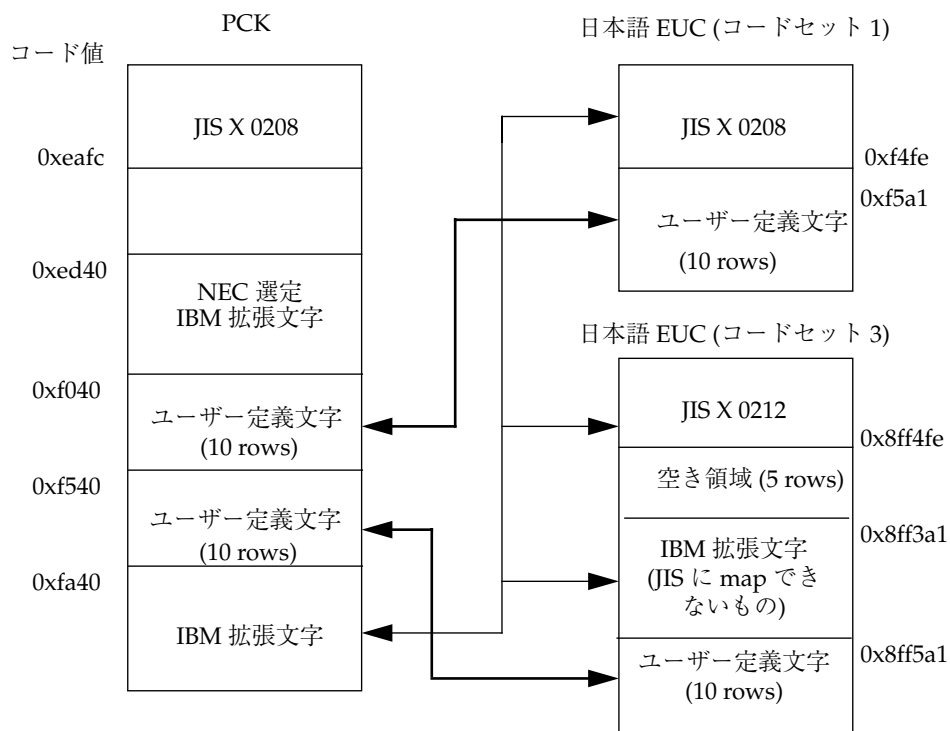 PCK
コード値
JIS X 0208
0xeafc
0xed40
NEC 選定
IBM 拡張文字
0xf040
ユーザー定義文字
(10 rows)
0xf540
ユーザー定義文字
(10 rows)
0xfa40
IBM 拡張文字
日本語 EUC (コードセット 1)
JIS X 0208
0xf4fe
0xf5a1
ユーザー定義文字
(10 rows)
日本語 EUC (コードセット 3)
JIS X 0212
0x8ff4fe
空き領域 (5 rows)
0x8ff3a1
IBM 拡張文字
(JIS に map でき
ないもの)
0x8ff5a1
ユーザー定義文字
(10 rows)